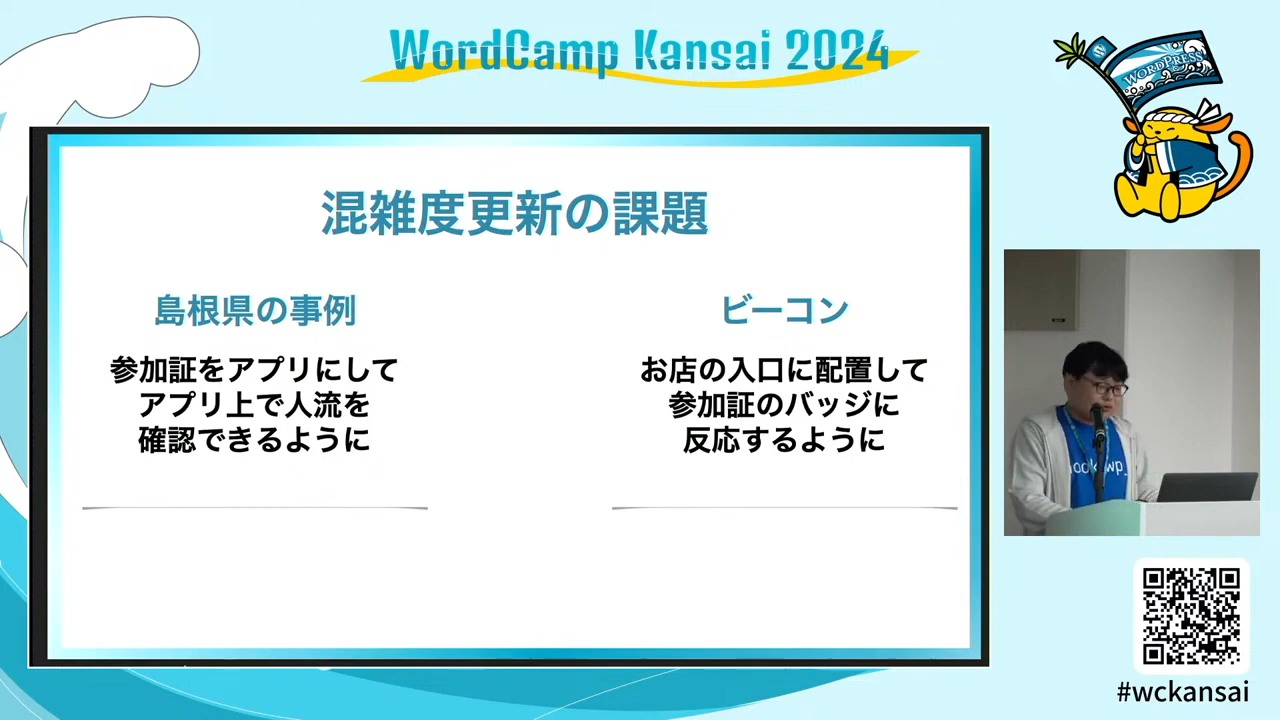 WordCamp Kansai 2024
WORDPRESS
混雑度更新の課題
島根県の事例
参加証をアプリにして
アプリ上で人流を
確認できるように
ビーコン
お店の入口に配置して
参加証のバッジに
反応するように
#wckansai